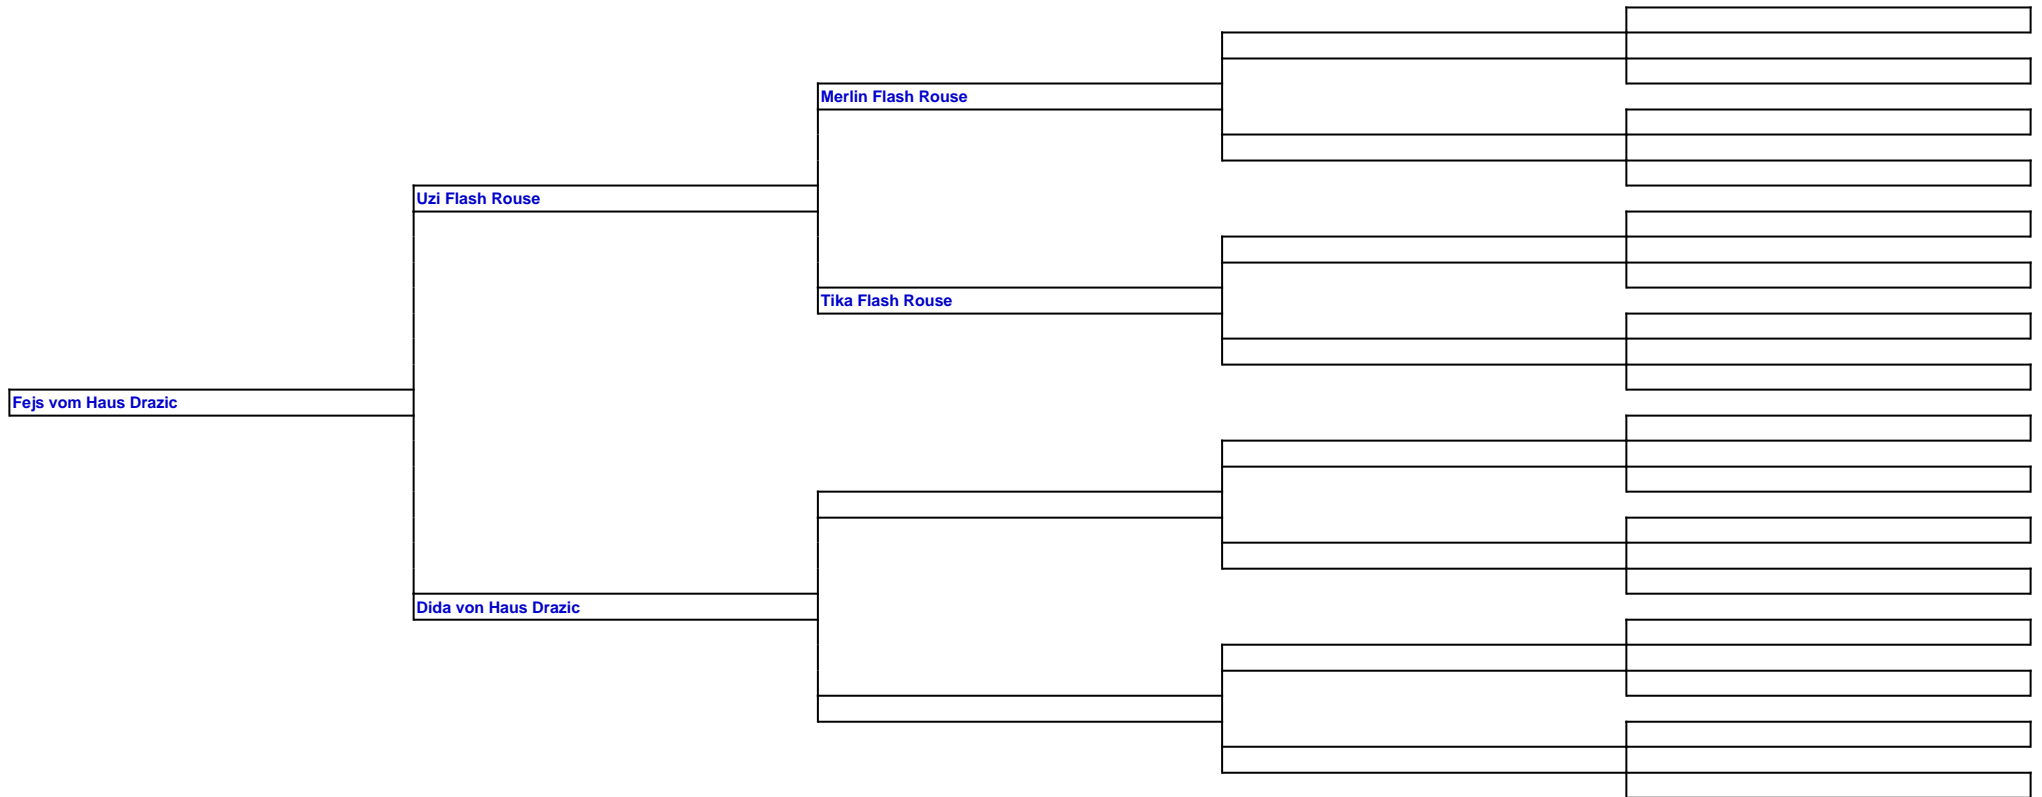 Merlin Flash Rouse
Uzi Flash Rouse
Tika Flash Rouse
Fejs vom Haus Drazic
Dida von Haus Drazic